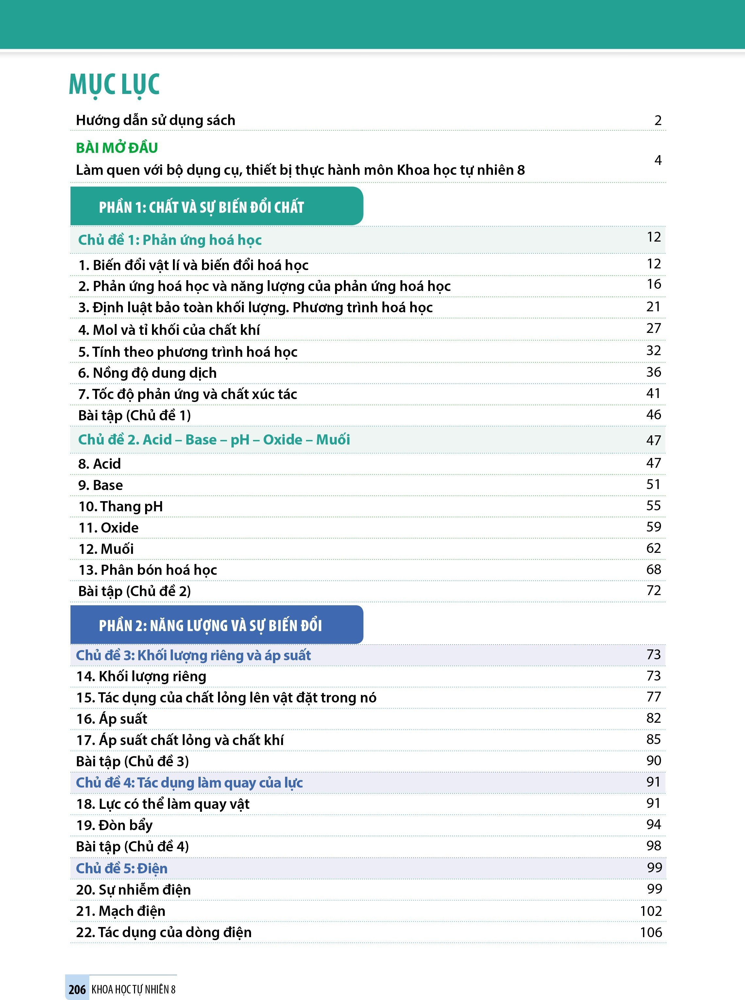 MỤC LỤC
Hướng dẫn sử dụng sách 2
BÀI MỞ ĐẦU
Làm quen với bộ dụng cụ, thiết bị thực hành môn Khoa học tự nhiên 8 4
PHẦN 1: CHẤT VÀ SỰ BIẾN ĐỔI CHẤT
Chủ đề 1: Phản ứng hoá học 12
1. Biến đổi vật lí và biến đổi hoá học 12
2. Phản ứng hoá học và năng lượng của phản ứng hoá học 16
3. Định luật bảo toàn khối lượng. Phương trình hoá học 21
4. Mol và tỉ khối của chất khí 27
5. Tính theo phương trình hoá học 32
6. Nồng độ dung dịch 36
7. Tốc độ phản ứng và chất xúc tác 41
Bài tập (Chủ đề 1) 46
Chủ đề 2. Acid – Base – pH – Oxide – Muối 47
8. Acid 47
9. Base 51
10. Thang pH 55
11. Oxide 59
12. Muối 62
13. Phân bón hoá học 68
Bài tập (Chủ đề 2) 72
PHẦN 2: NĂNG LƯỢNG VÀ SỰ BIẾN ĐỔI
Chủ đề 3: Khối lượng riêng và áp suất 73
14. Khối lượng riêng 73
15. Tác dụng của chất lỏng lên vật đặt trong nó 77
16. Áp suất 82
17. Áp suất chất lỏng và chất khí 85
Bài tập (Chủ đề 3) 90
Chủ đề 4: Tác dụng làm quay của lực 91
18. Lực có thể làm quay vật 91
19. Đòn bẩy 94
Bài tập (Chủ đề 4) 98
Chủ đề 5: Điện 99
20. Sự nhiễm điện 99
21. Mạch điện 102
22. Tác dụng của dòng điện 106
206 KHOA HỌC TỰ NHIÊN 8